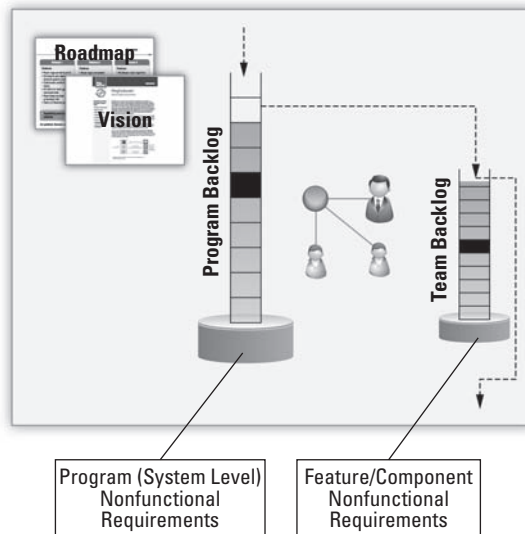 Roadmap
Vision
Program Backlog
Team Backlog
Program (System Level)
Nonfunctional
Requirements
Feature/Component
Nonfunctional
Requirements